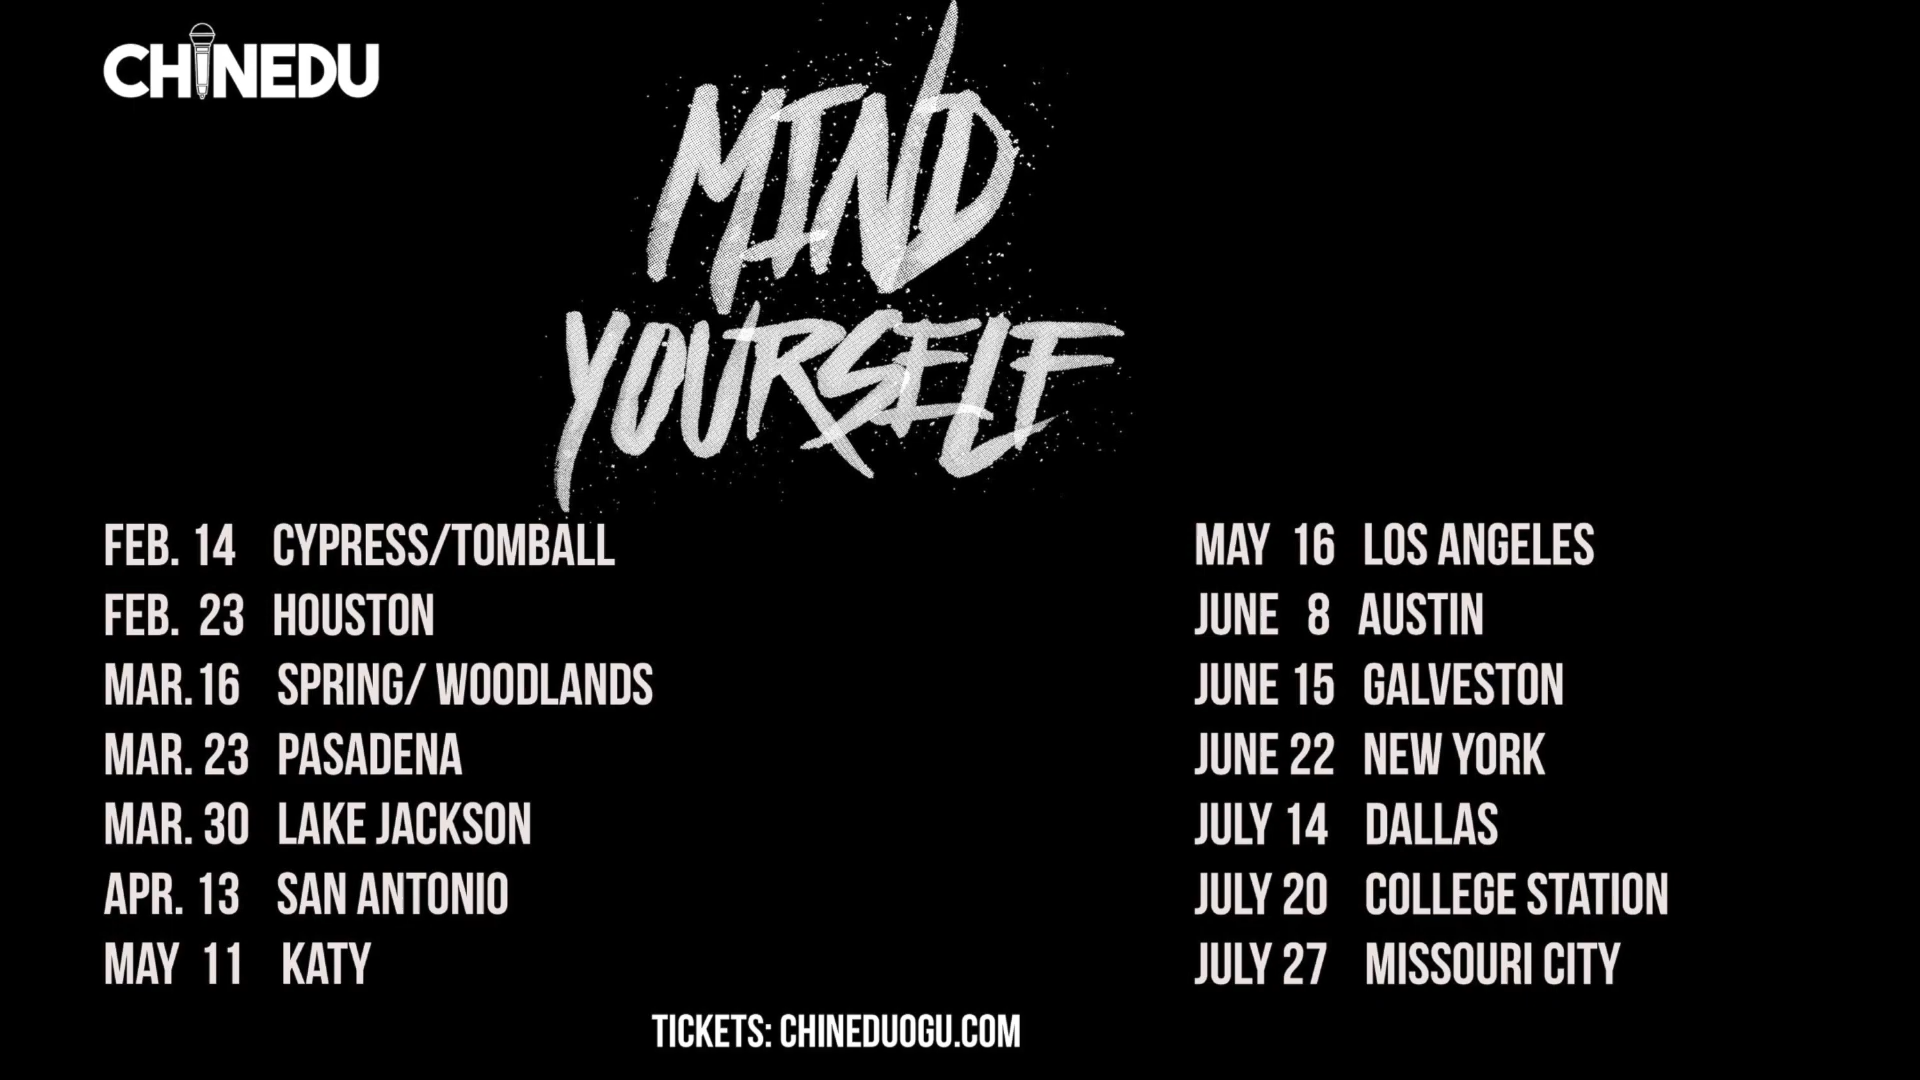 CHINEDU
MIND
YOURSELF
FEB. 14 CYPRESS/TOMBALL
FEB. 23 HOUSTON
MAR. 16 SPRING/ WOODLANDS
MAR. 23 PASADENA
MAR. 30 LAKE JACKSON
APR. 13 SAN ANTONIO
MAY 11 KATY
MAY 16 LOS ANGELES
JUNE 8 AUSTIN
JUNE 15 GALVESTON
JUNE 22 NEW YORK
JULY 14 DALLAS
JULY 20 COLLEGE STATION
JULY 27 MISSOURI CITY
TICKETS: CHINEDUOGU.COM